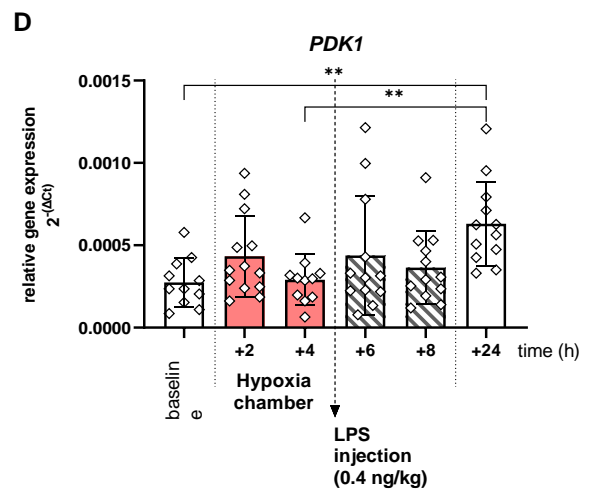 D
PDK1
**
**
0.0015
0.0010
0.0005
0.0000
relative gene expression
2^-(ΔCt)
baselin
e
+2
+4
+6
+8
+24
time (h)
Hypoxia
chamber
LPS
injection
(0.4 ng/kg)